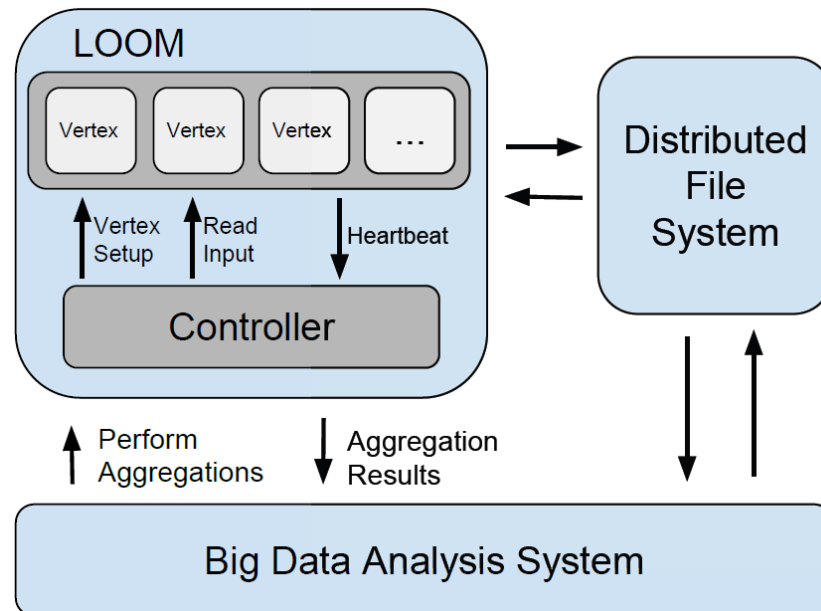 LOOM
Vertex
Vertex
Vertex
...
Distributed
File
System
Vertex
Setup
Read
Input
Heartbeat
Controller
Perform
Aggregations
Aggregation
Results
Big Data Analysis System